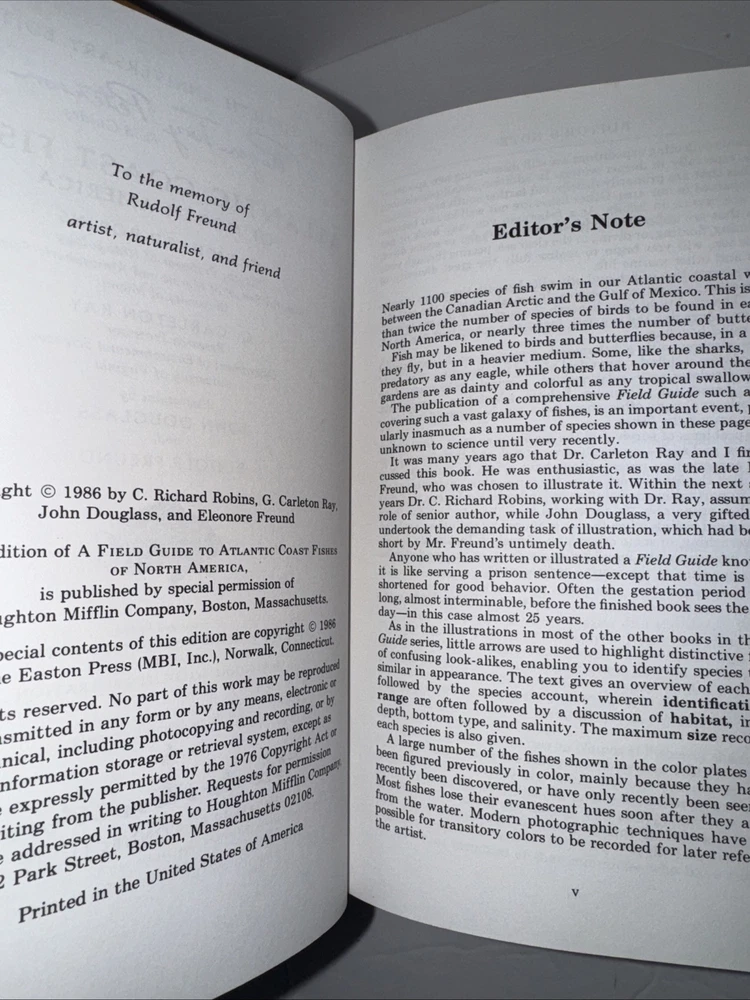 To the memory of
Rudolf Freund
artist, naturalist, and friend
© 1986 by C. Richard Robins, G. Carleton Ray,
John Douglass, and Eleonore Freund
of A FIELD GUIDE TO ATLANTIC COAST FISHES
OF NORTH AMERICA,
is published by special permission of
Mifflin Company, Boston, Massachusetts.
contents of this edition are copyright © 1986
Easton Press (MBI, Inc.), Norwalk, Connecticut.
reserved. No part of this work may be reproduced
in any form or by any means, electronic or
including photocopying and recording, or by
information storage or retrieval system, except as
expressly permitted by the 1976 Copyright Act or
from the publisher. Requests for permission
addressed in writing to Houghton Mifflin Company,
2 Park Street, Boston, Massachusetts 02108.
Printed in the United States of America
Editor's Note
Nearly 1100 species of fish swim in our Atlantic coastal w
between the Canadian Arctic and the Gulf of Mexico. This is
than twice the number of species of birds to be found in ea
North America, or nearly three times the number of butte
Fish may be likened to birds and butterflies because, in a
they fly, but in a heavier medium. Some, like the sharks,
predatory as any eagle, while others that hover around the
gardens are as dainty and colorful as any tropical swallow
The publication of a comprehensive Field Guide such a
covering such a vast galaxy of fishes, is an important event, p
ularly inasmuch as a number of species shown in these page
unknown to science until very recently.
It was many years ago that Dr. Carleton Ray and I fir
cussed this book. He was enthusiastic, as was the late
Freund, who was chosen to illustrate it. Within the next
years Dr. C. Richard Robins, working with Dr. Ray, assum
role of senior author, while John Douglass, a very gifted
undertook the demanding task of illustration, which had be
short by Mr. Freund's untimely death.
Anyone who has written or illustrated a Field Guide kno
it is like serving a prison sentence—except that time is
shortened for good behavior. Often the gestation period
long, almost interminable, before the finished book sees the
day—in this case almost 25 years.
As in the illustrations in most of the other books in th
Guide series, little arrows are used to highlight distinctive
of confusing look-alikes, enabling you to identify species
similar in appearance. The text gives an overview of each
followed by the species account, wherein identificati
range are often followed by a discussion of habitat, in
depth, bottom type, and salinity. The maximum size reco
each species is also given.
A large number of the fishes shown in the color plates
been figured previously in color, mainly because they ha
recently been discovered, or have only recently been see
Most fishes lose their evanescent hues soon after they a
from the water. Modern photographic techniques have
possible for transitory colors to be recorded for later refe
the artist.
v